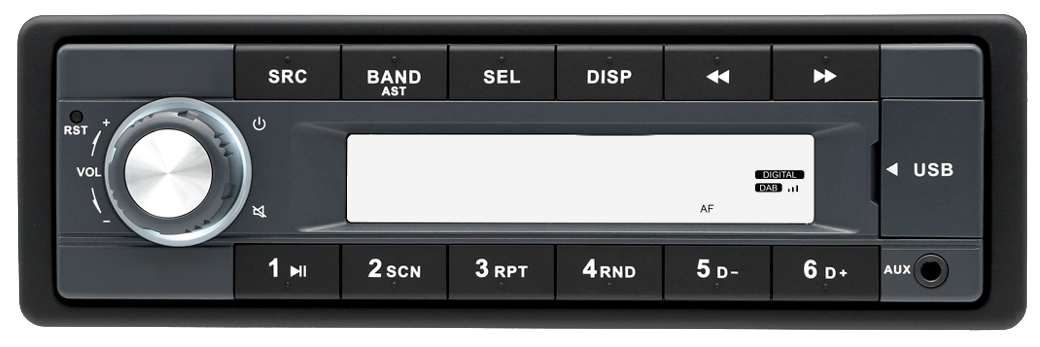 SRC
BAND
AST
SEL
DISP
RST
+
VOL
−
DIGITAL
DAB
AF
USB
1
2 SCN
3 RPT
4 RND
5 D−
6 D+
AUX